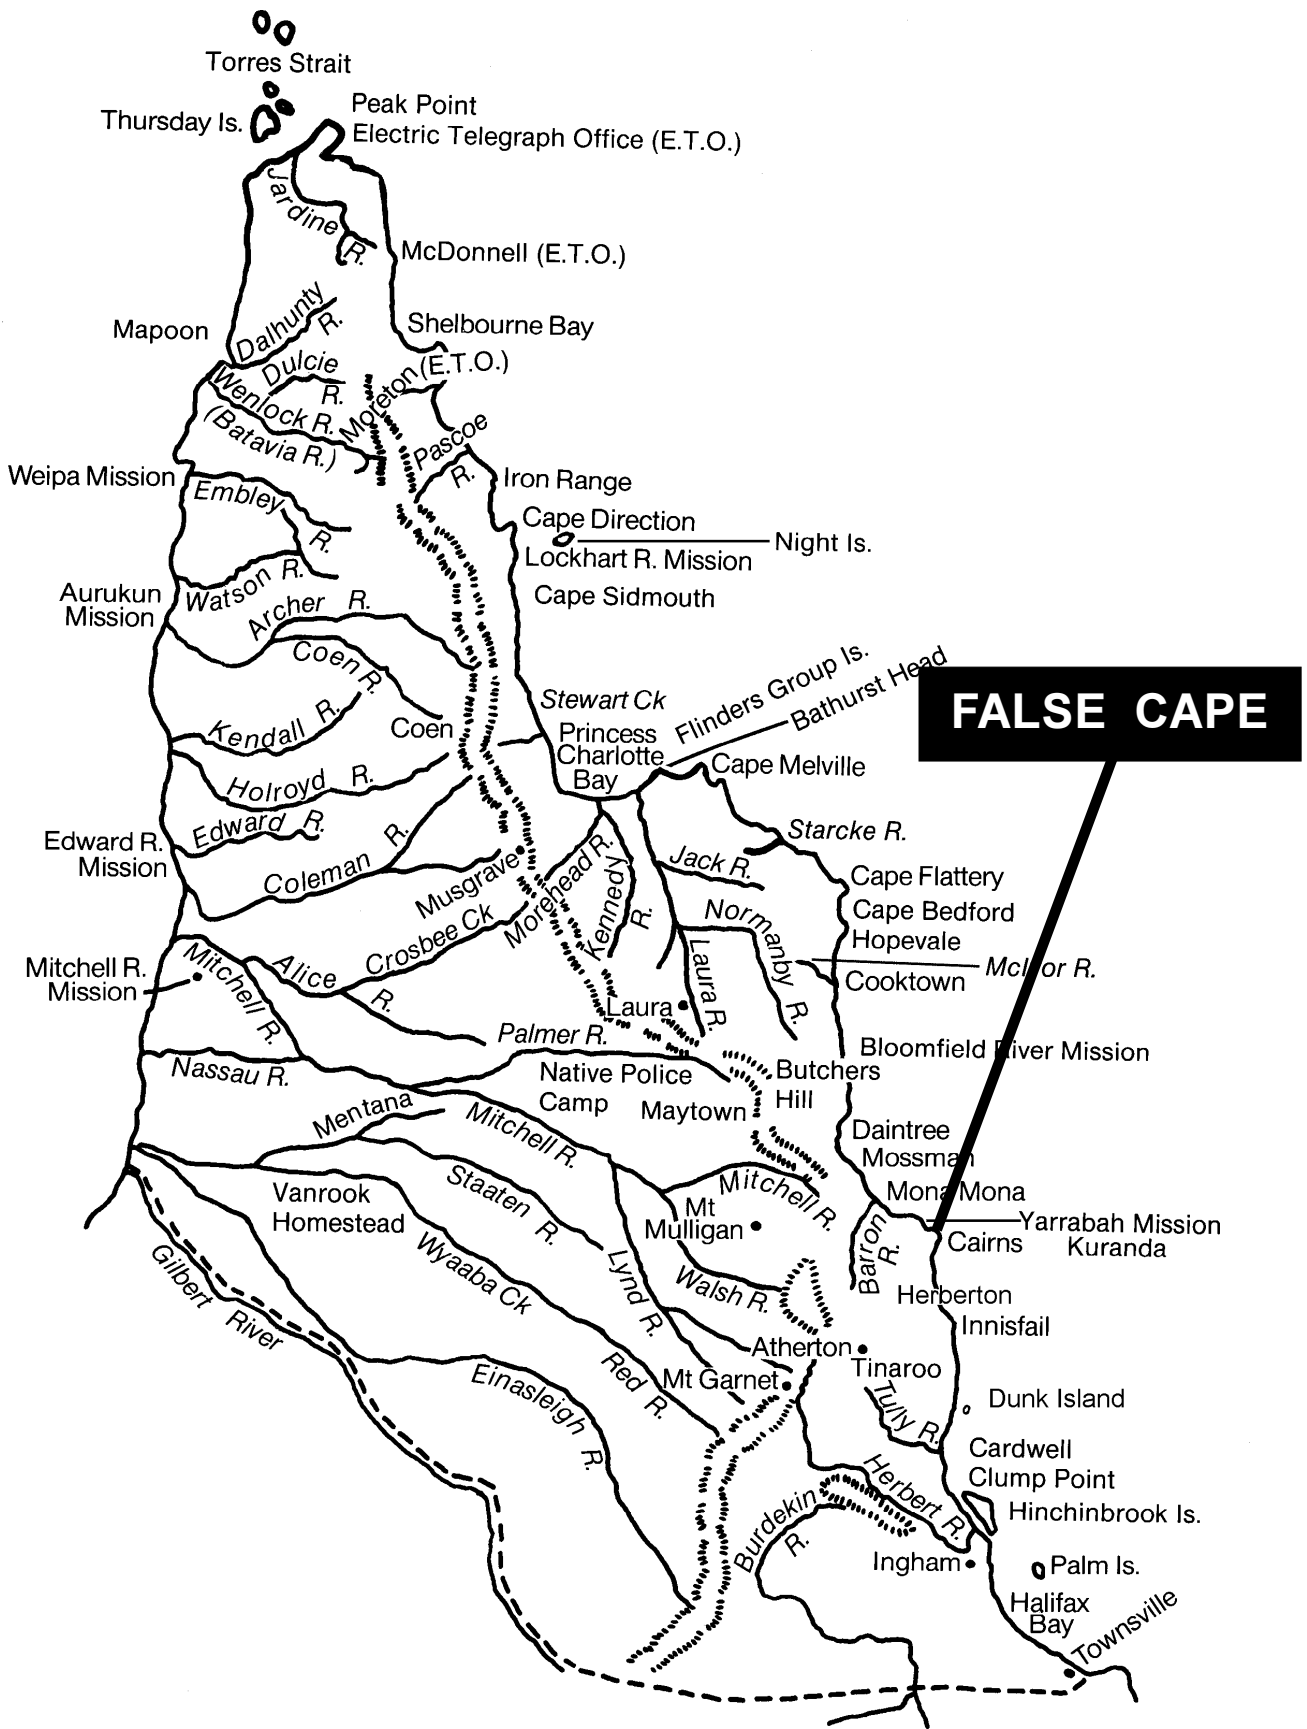 Torres Strait
Thursday Is.
Peak Point
Electric Telegraph Office (E.T.O.)
Jardine
R.
McDonnell (E.T.O.)
Mapoon
Dalhunty
R.
Shelbourne Bay
Dulcie
R.
Moreton (E.T.O.)
Wenlock R.
(Batavia R.)
Pascoe
R.
Weipa Mission
Embley
R.
Iron Range
Cape Direction
Night Is.
Lockhart R. Mission
Aurukun
Mission
Watson R.
Archer R.
Cape Sidmouth
Coen R.
Stewart Ck
Flinders Group Is.
Bathurst Head
FALSE CAPE
Kendall R.
Coen
Princess
Charlotte
Bay
Cape Melville
Holroyd R.
Edward R.
Edward R.
Mission
Coleman R.
Musgrave
Morehead R.
Kennedy
R.
Jack R.
Starcke R.
Cape Flattery
Cape Bedford
Hopevale
Normanby
R.
Crosbee Ck
Mitchell R.
Mission
Mitchell R.
Alice
R.
Laura
Laura R.
McIvor R.
Cooktown
Palmer R.
Bloomfield River Mission
Nassau R.
Native Police
Camp
Maytown
Butchers
Hill
Mentana
Mitchell R.
Daintree
Mossman
Vanrook
Homestead
Staaten
R.
Mitchell R.
Mt
Mulligan
Mona Mona
Barron
R.
Yarrabah Mission
Cairns
Kuranda
Gilbert
River
Wyaaba Ck
Lynd R.
Walsh R.
Herberton
Innisfail
Atherton
Tinaroo
Einasleigh
R.
Red
R.
Mt Garnet
Tully R.
Dunk Island
Cardwell
Clump Point
Hinchinbrook Is.
Herbert R.
Burdekin
R.
Ingham
Palm Is.
Halifax
Bay
Townsville